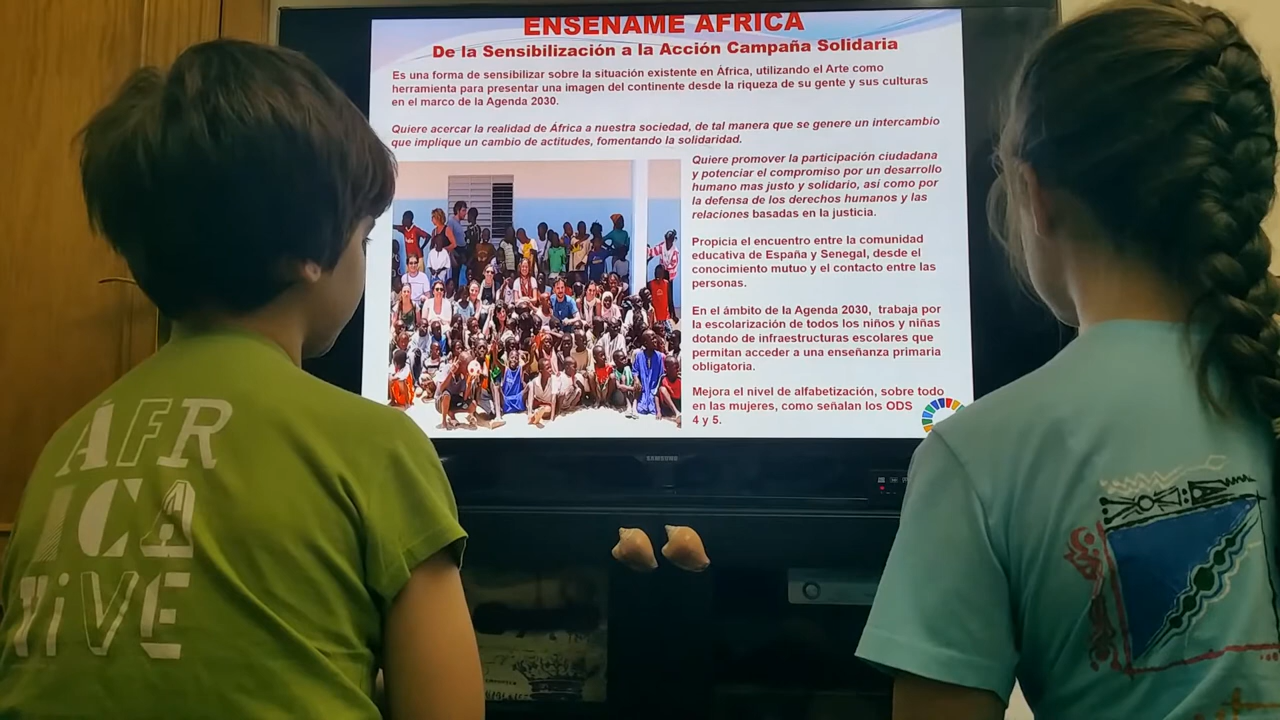 ENSÉÑAME ÁFRICA
De la Sensibilización a la Acción Campaña Solidaria
Es una forma de sensibilizar sobre la situación existente en África, utilizando el Arte como
herramienta para presentar una imagen del continente desde la riqueza de su gente y sus culturas
en el marco de la Agenda 2030.
Quiere acercar la realidad de África a nuestra sociedad, de tal manera que se genere un intercambio
que implique un cambio de actitudes, fomentando la solidaridad.
Quiere promover la participación ciudadana
y potenciar el compromiso por un desarrollo
humano mas justo y solidario, asi como por
la defensa de los derechos humanos y las
relaciones basadas en la justicia.
Propicia el encuentro entre la comunidad
educativa de España y Senegal, desde el
conocimiento mutuo y el contacto entre las
personas.
En el ámbito de la Agenda 2030, trabaja por
la escolarización de todos los niños y niñas
dotando de infraestructuras escolares que
permitan acceder a una enseñanza primaria
obligatoria.
Mejora el nivel de alfabetización, sobre todo
en las mujeres, como señalan los ODS
4 y 5.
SAMSUNG
ÁFR
ICA
TiVE